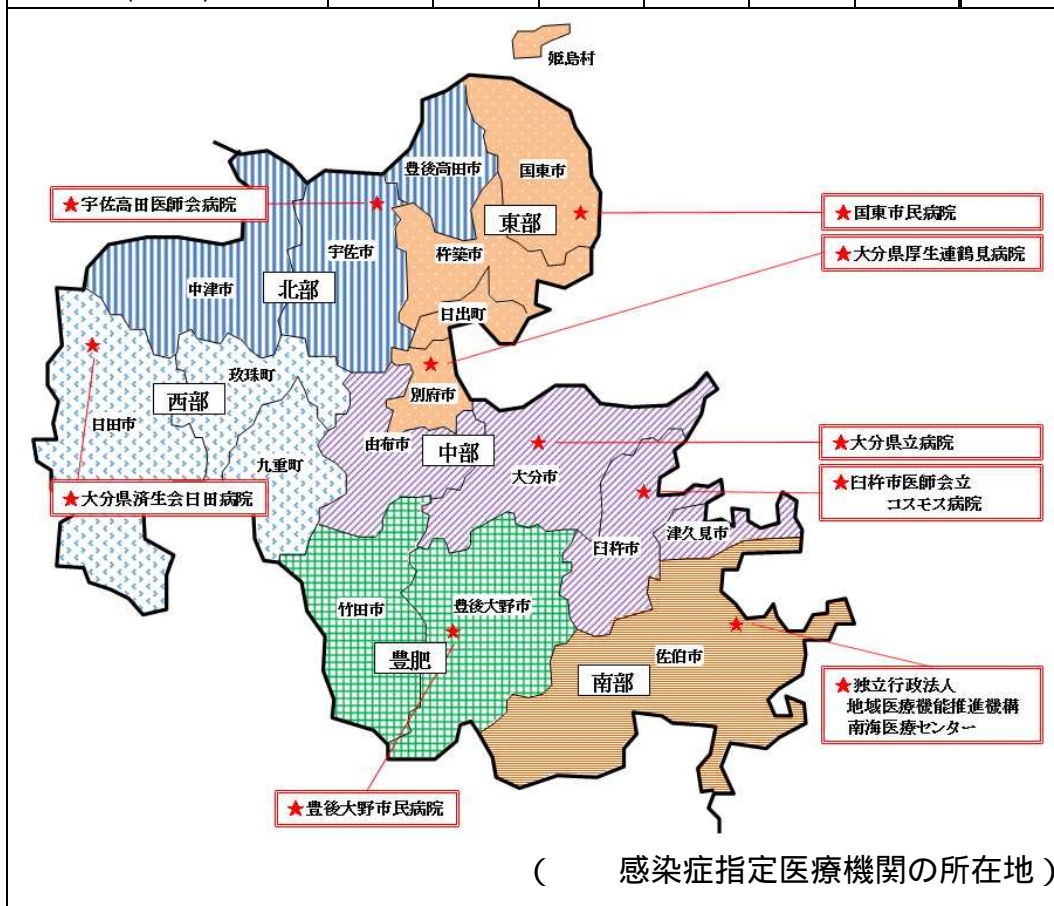 姫島村
豊後高田市
国東市
★宇佐高田医師会病院
★国東市民病院
東部
宇佐市
杵築市
★大分県厚生連鶴見病院
中津市
北部
日出町
玖珠町
別府市
西部
日田市
由布市
中部
★大分県立病院
九重町
大分市
★大分県済生会日田病院
★臼杵市医師会立
コスモス病院
津久見市
臼杵市
竹田市
豊後大野市
豊肥
佐伯市
南部
★独立行政法人
地域医療機能推進機構
南海医療センター
★豊後大野市民病院
( 感染症指定医療機関の所在地)